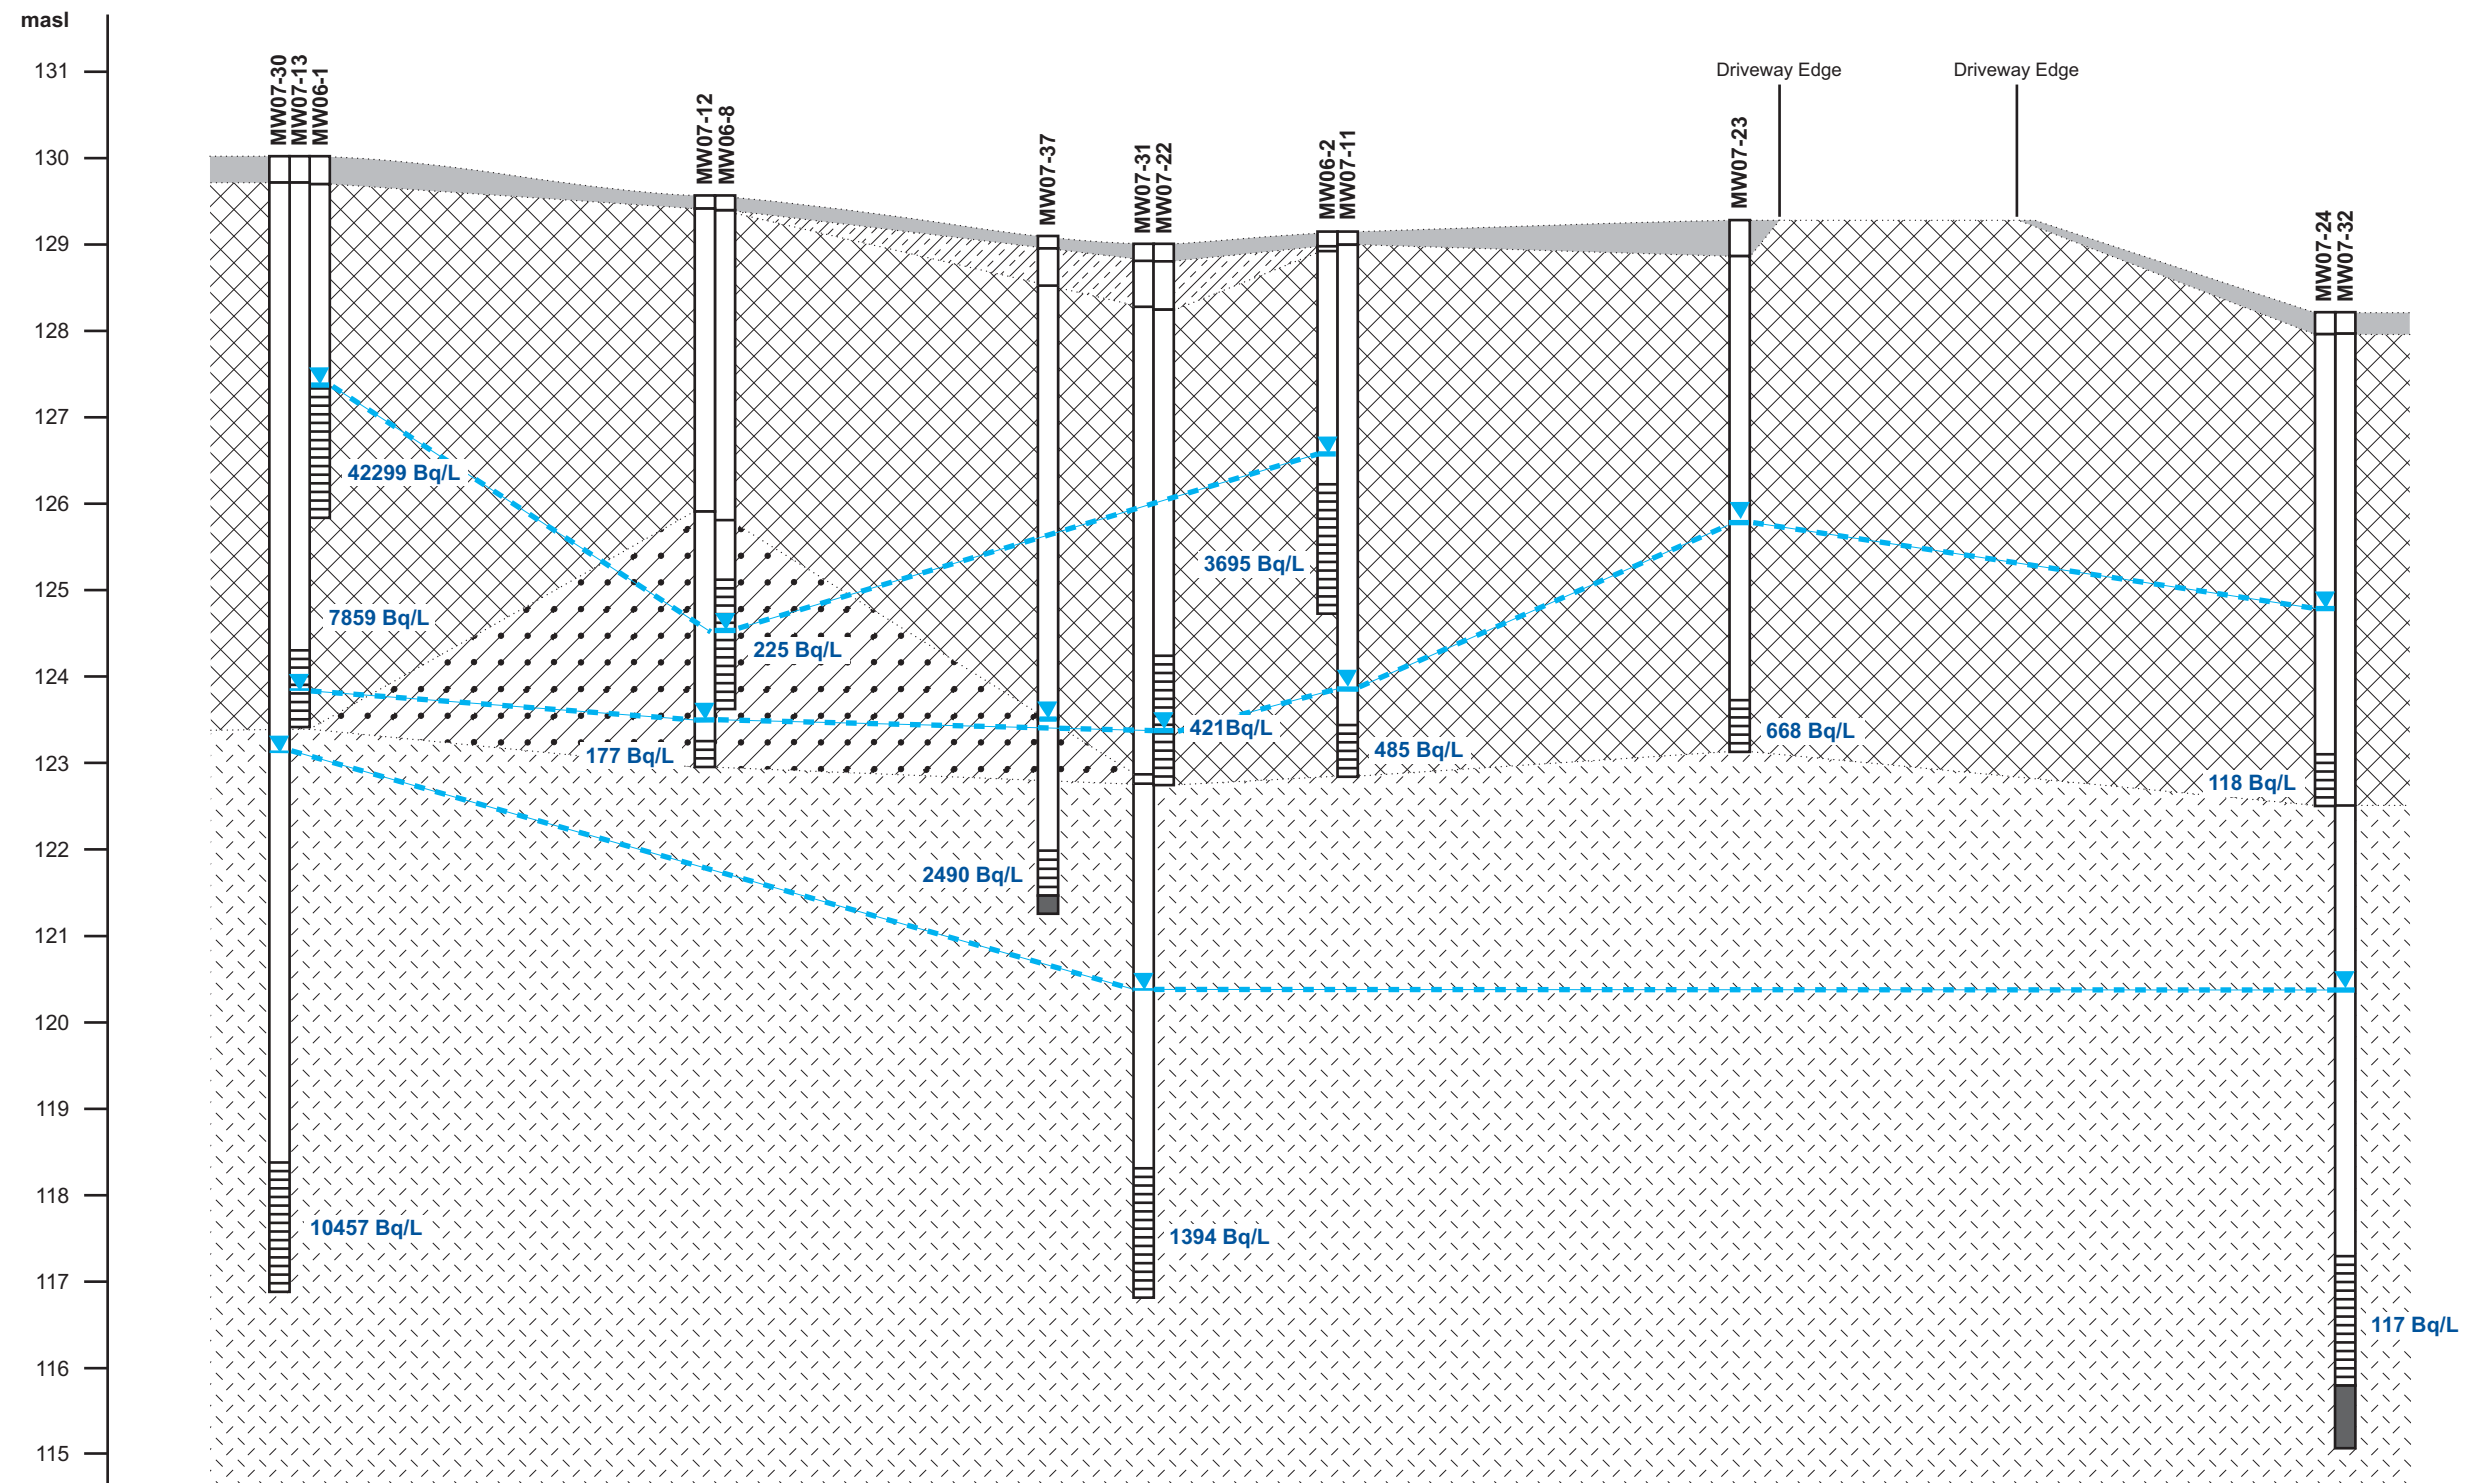 masl
131
130
129
128
127
126
125
124
123
122
121
120
119
118
117
116
115
MW07-30
MW07-13
MW06-1
MW07-12
MW06-8
MW07-37
MW07-31
MW07-22
MW06-2
MW07-11
MW07-23
Driveway Edge
Driveway Edge
MW07-24
MW07-32
42299 Bq/L
7859 Bq/L
10457 Bq/L
225 Bq/L
177 Bq/L
2490 Bq/L
421Bq/L
1394 Bq/L
3695 Bq/L
485 Bq/L
668 Bq/L
118 Bq/L
117 Bq/L